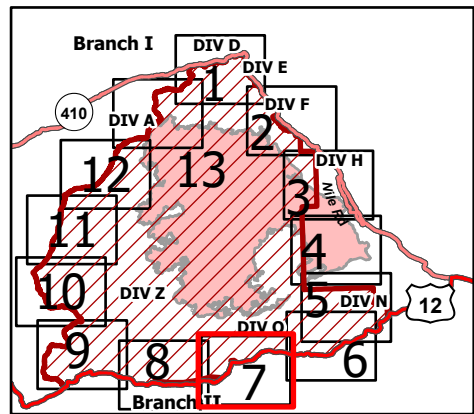 Branch I
DIV D
DIV E
1
410
DIV A
DIV F
2
12
13
DIV H
3
Nile Rd
11
4
10
DIV Z
5
DIV N
12
DIV O
9
8
7
6
Branch II